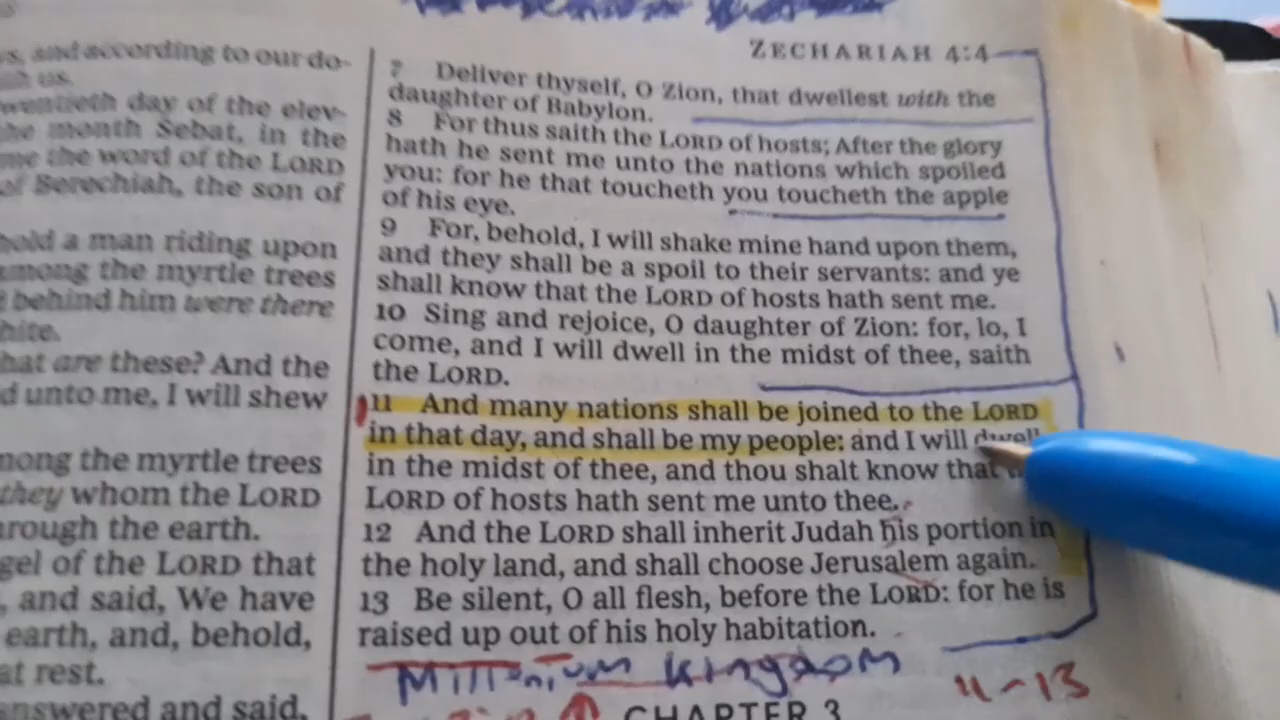 ZECHARIAH 4:4
s, and according to our do-
us.
twentieth day of the elev-
the month Sebat, in the
me the word of the LORD
of Berechiah, the son of
hold a man riding upon
among the myrtle trees
behind him were there
white.
hat are these? And the
d unto me, I will shew
mong the myrtle trees
they whom the LORD
rough the earth.
gel of the LORD that
, and said, We have
earth, and, behold,
at rest.
answered and said,
7 Deliver thyself, O Zion, that dwellest with the
daughter of Babylon.
8 For thus saith the LORD of hosts; After the glory
hath he sent me unto the nations which spoiled
you: for he that toucheth you toucheth the apple
of his eye.
9 For, behold, I will shake mine hand upon them,
and they shall be a spoil to their servants: and ye
shall know that the LORD of hosts hath sent me.
10 Sing and rejoice, O daughter of Zion: for, lo, I
come, and I will dwell in the midst of thee, saith
the LORD.
11 And many nations shall be joined to the LORD
in that day, and shall be my people: and I will dwell
in the midst of thee, and thou shalt know that
LORD of hosts hath sent me unto thee.
12 And the LORD shall inherit Judah his portion in
the holy land, and shall choose Jerusalem again.
13 Be silent, O all flesh, before the LORD: for he is
raised up out of his holy habitation.
Millenium Kingdom 11-13
CHAPTER 3